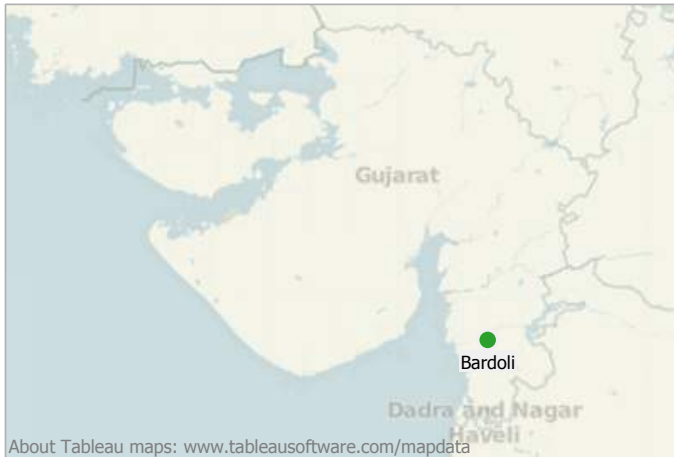 Gujarat
Bardoli
Dadra and Nagar
Haveli
About Tableau maps: www.tableausoftware.com/mapdata